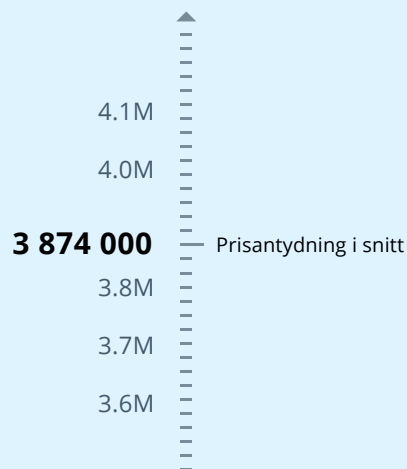 4.1M
4.0M
3 874 000 Prisantydning i snitt
3.8M
3.7M
3.6M